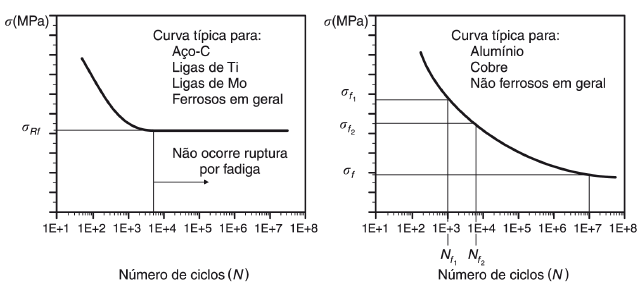 σ(MPa)
Curva típica para:
Aço-C
Ligas de Ti
Ligas de Mo
Ferrosos em geral
σRf
Não ocorre ruptura
por fadiga
1E+1 1E+2 1E+3 1E+4 1E+5 1E+6 1E+7 1E+8
Número de ciclos (N)
σ(MPa)
Curva típica para:
Alumínio
Cobre
Não ferrosos em geral
σf1
σf2
σf
1E+1 1E+2 1E+3 1E+4 1E+5 1E+6 1E+7 1E+8
Nf1 Nf2
Número de ciclos (N)